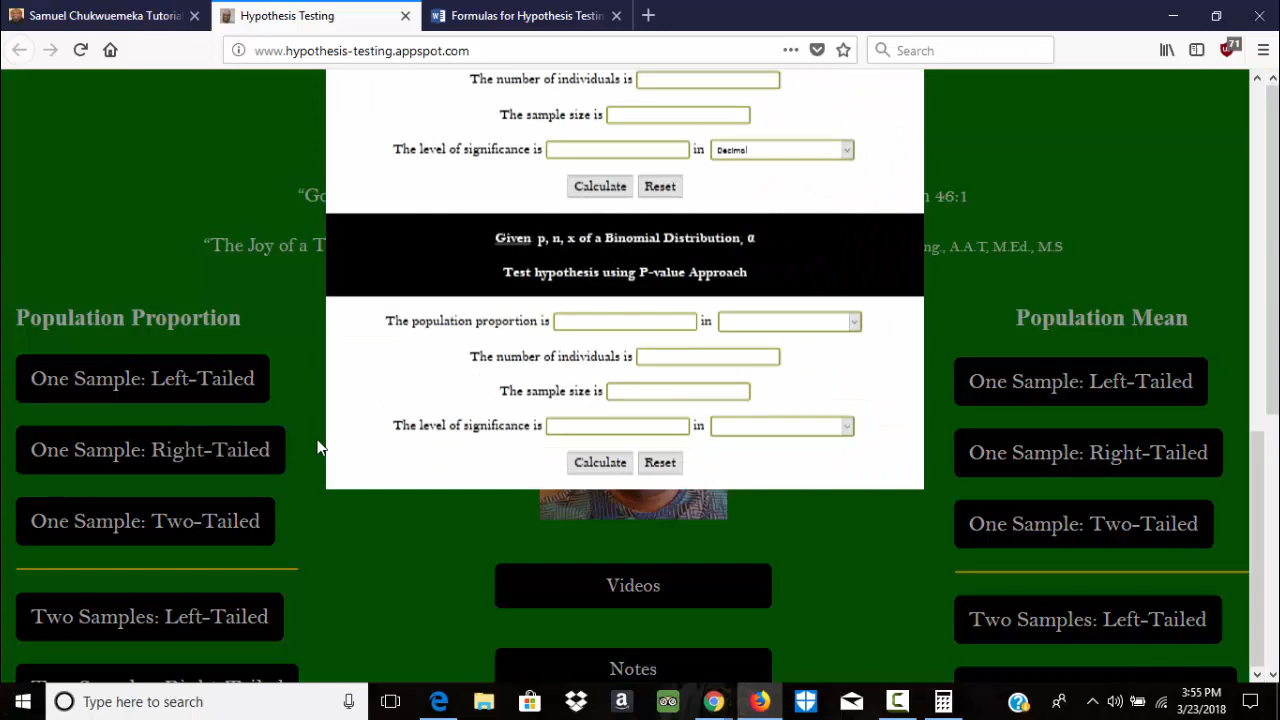 Samuel Chukwuemeka Tutorial
Hypothesis Testing
Formulas for Hypothesis Testin
www.hypothesis-testing.appspot.com
Search
71
The number of individuals is
The sample size is
The level of significance is in Decimal
Calculate Reset
"Go
n 46:1
"The Joy of a T
ng., A.A.T, M.Ed., M.S
Given: p, n, x of a Binomial Distribution, α
Test hypothesis using P-value Approach
The population proportion is in
The number of individuals is
The sample size is
The level of significance is in
Calculate Reset
Population Proportion
One Sample: Left-Tailed
One Sample: Right-Tailed
One Sample: Two-Tailed
Two Samples: Left-Tailed
Two Samples: Right-Tailed
Videos
Notes
Population Mean
One Sample: Left-Tailed
One Sample: Right-Tailed
One Sample: Two-Tailed
Two Samples: Left-Tailed
Type here to search
3:55 PM
3/23/2018